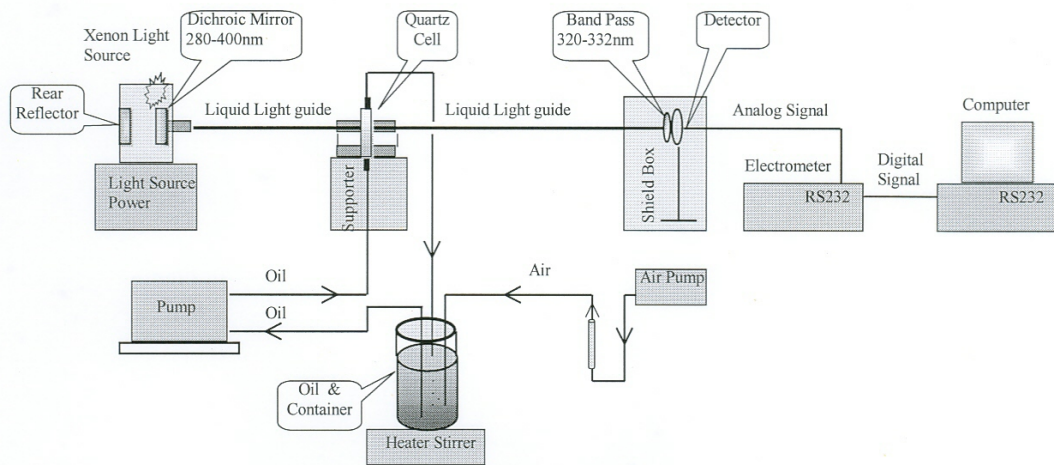 Xenon Light
Source
Dichroic Mirror
280-400nm
Quartz
Cell
Band Pass
320-332nm
Detector
Rear
Reflector
Liquid Light guide
Liquid Light guide
Analog Signal
Computer
Light Source
Power
Supporter
Shield Box
Electrometer
RS232
Digital
Signal
RS232
Oil
Oil
Pump
Air
Air Pump
Oil &
Container
Heater Stirrer